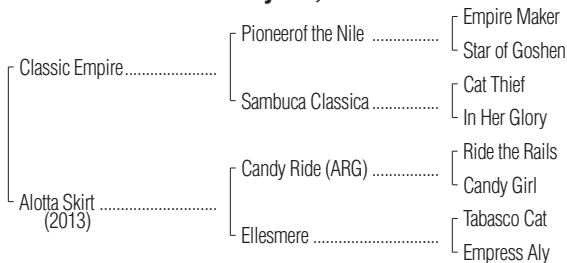 Empire Maker
Pioneerof the Nile ................
Star of Goshen
Classic Empire......................
Cat Thief
Sambuca Classica................
In Her Glory
Ride the Rails
Candy Ride (ARG) ................
Candy Girl
Alotta Skirt ............................
(2013)
Tabasco Cat
Ellesmere ..............................
Empress Aly